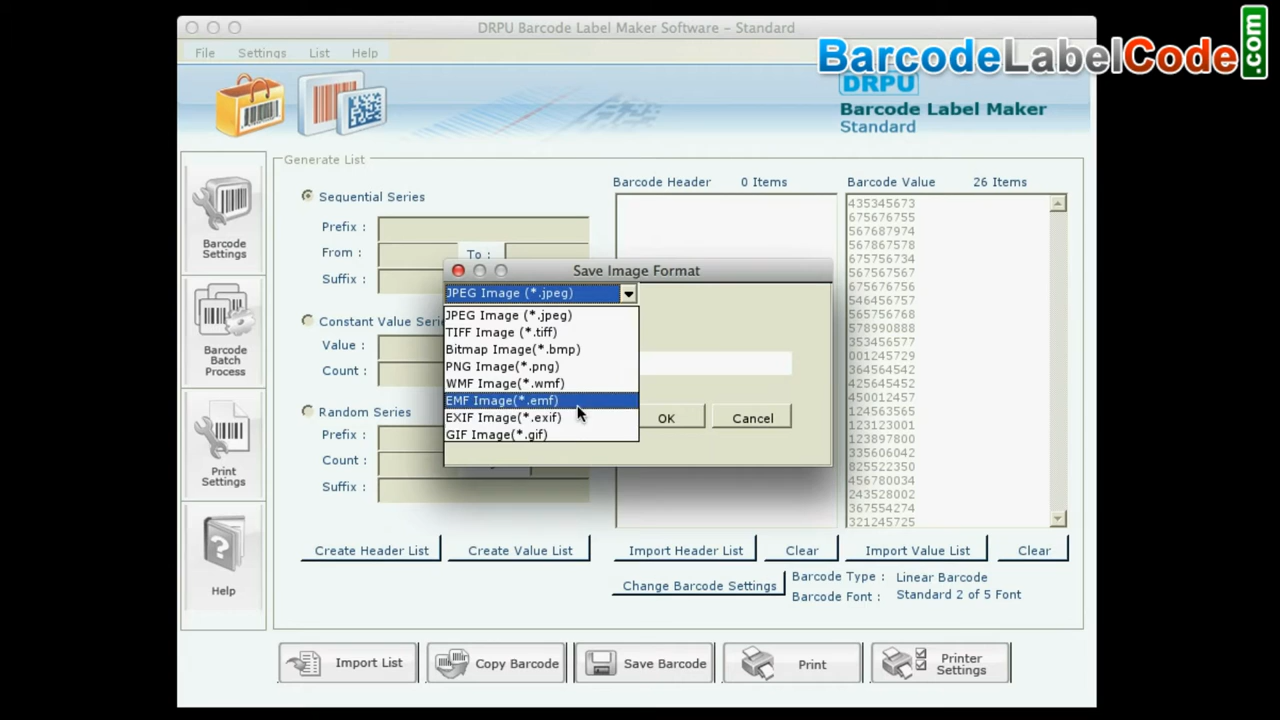 DRPU Barcode Label Maker Software - Standard
File Settings List Help
BarcodeLabelCode.com
DRPU
Barcode Label Maker
Standard
Barcode Settings
Barcode Batch Process
Print Settings
Help
Generate List
Sequential Series
Prefix :
From :
To :
Suffix :
Constant Value Serie
Value :
Count :
Random Series
Prefix :
Count :
Suffix :
Barcode Header 0 Items
Barcode Value 26 Items
435345673
675676755
567687974
567867578
675756734
567567567
675676756
546456757
565756768
578990888
353456577
001245729
364564542
425645452
450012457
124563565
123123001
123897800
335606042
825522350
456780034
243528002
367554274
321245725
Save Image Format
JPEG Image (*.jpeg)
JPEG Image (*.jpeg)
TIFF Image (*.tiff)
Bitmap Image(*.bmp)
PNG Image(*.png)
WMF Image(*.wmf)
EMF Image(*.emf)
EXIF Image(*.exif)
GIF Image(*.gif)
OK
Cancel
Create Header List
Create Value List
Import Header List
Clear
Import Value List
Clear
Change Barcode Settings
Barcode Type : Linear Barcode
Barcode Font : Standard 2 of 5 Font
Import List
Copy Barcode
Save Barcode
Print
Printer Settings